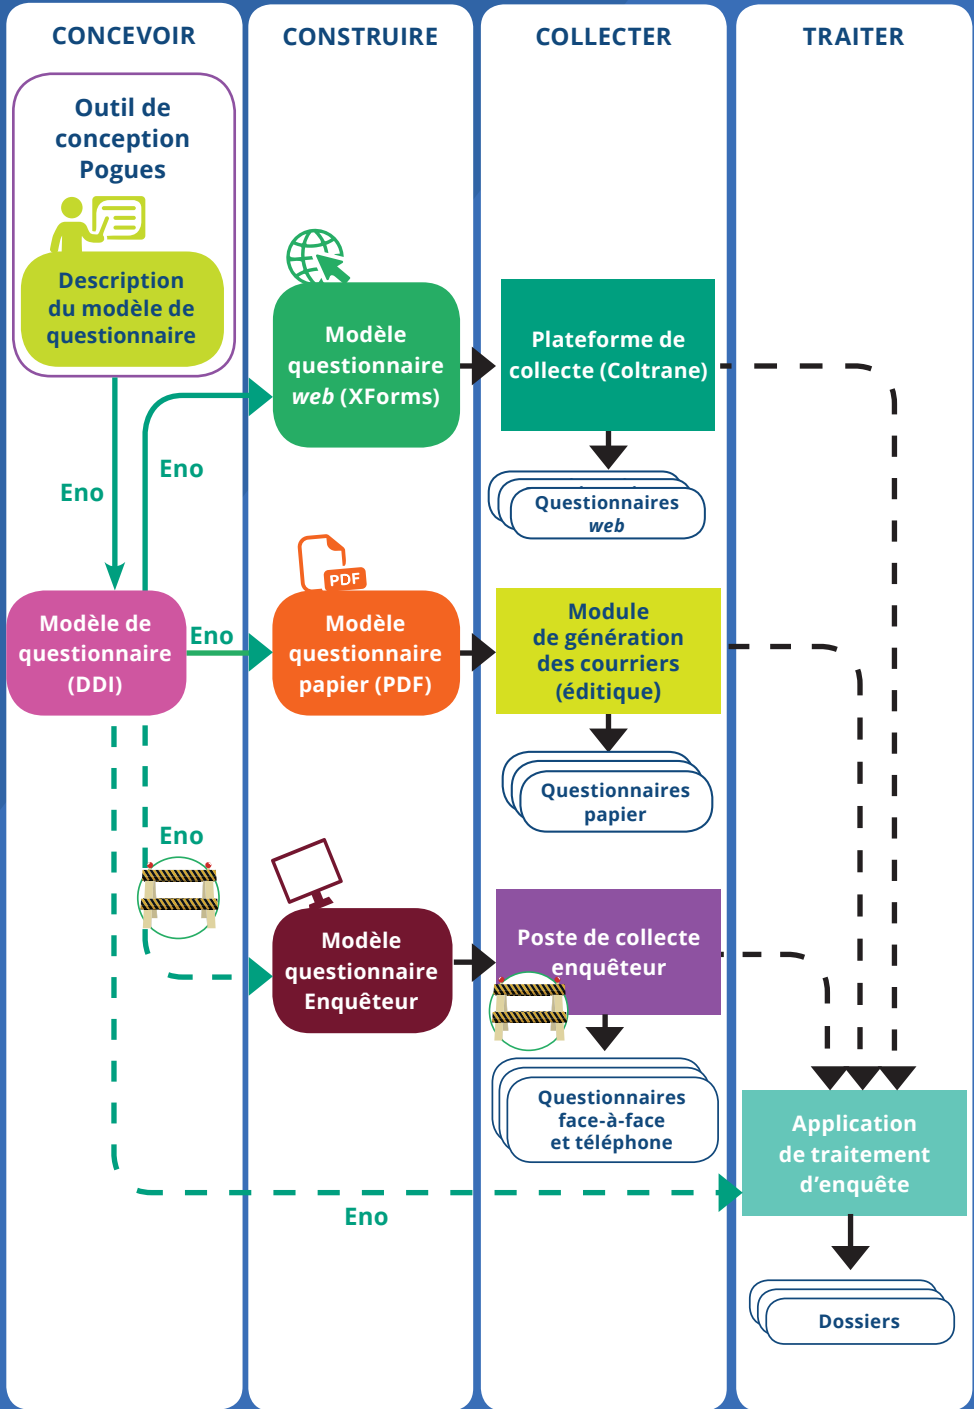 CONCEVOIR
CONSTRUIRE
COLLECTER
TRAITER
Outil de
conception
Pogues
Description
du modèle de
questionnaire
Eno
Eno
Modèle de
questionnaire
(DDI)
Eno
Eno
Eno
Modèle
questionnaire
web (XForms)
PDF
Modèle
questionnaire
papier (PDF)
Modèle
questionnaire
Enquêteur
Plateforme de
collecte (Coltrane)
Questionnaires
web
Module
de génération
des courriers
(éditique)
Questionnaires
papier
Poste de collecte
enquêteur
Questionnaires
face-à-face
et téléphone
Application
de traitement
d’enquête
Dossiers